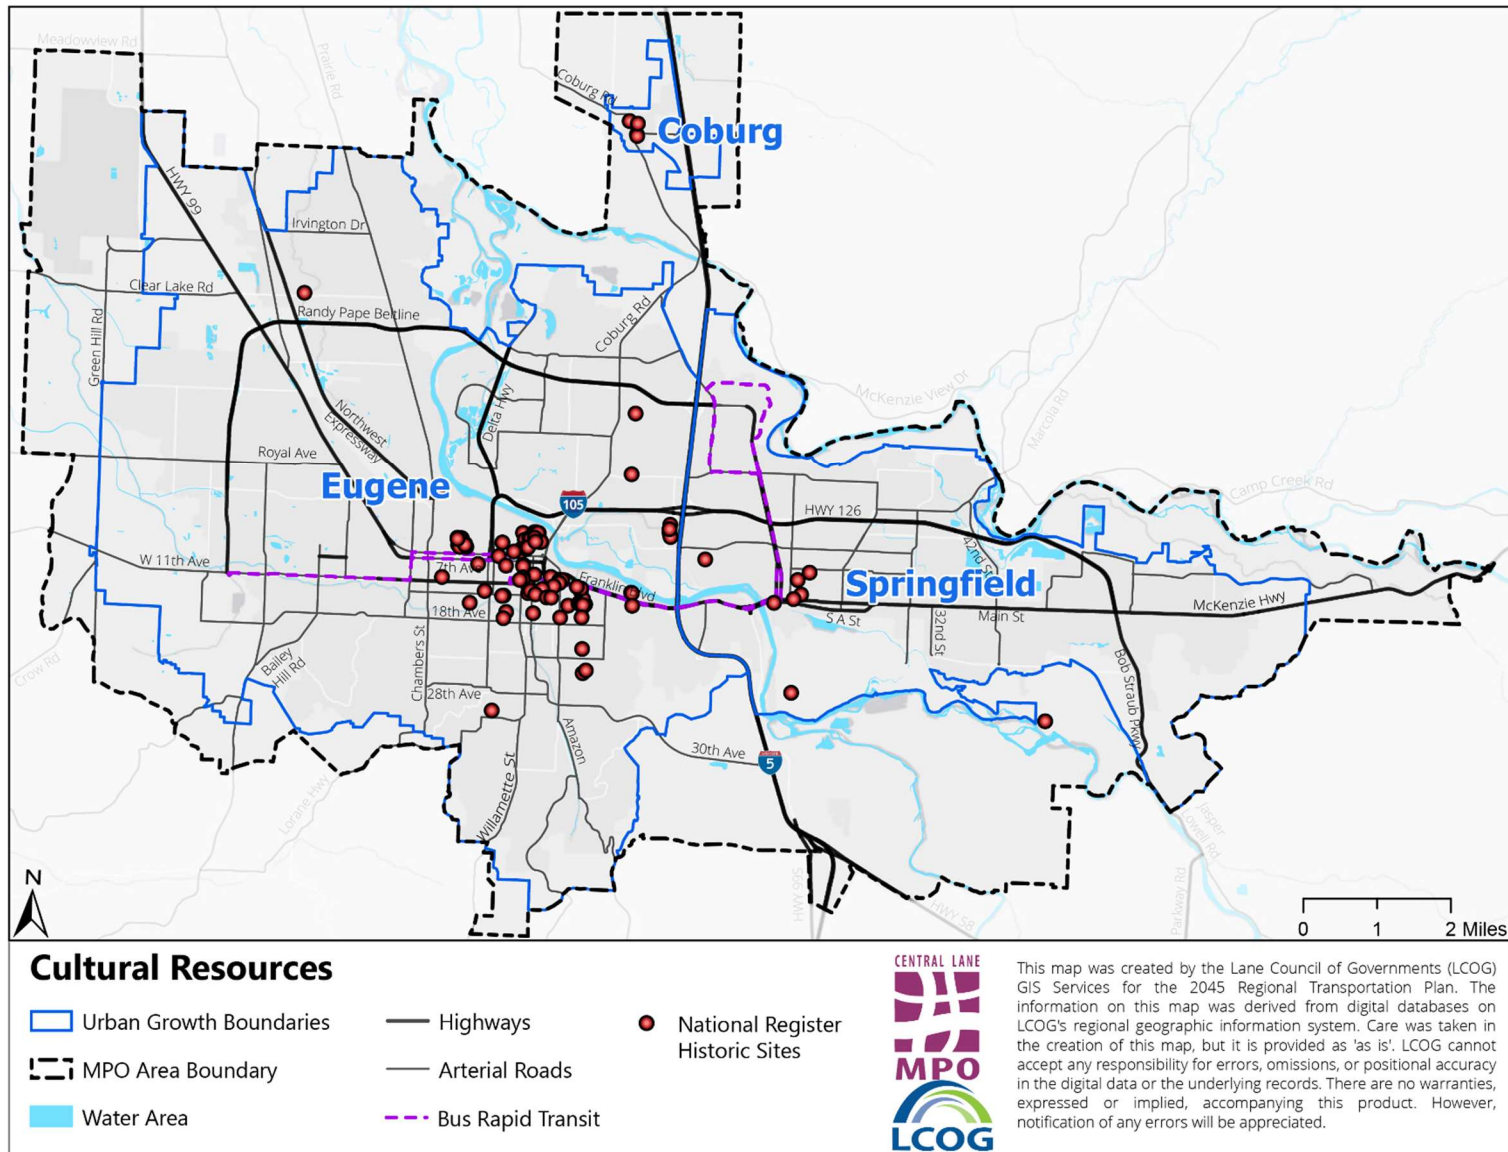 Meadowview Rd
Prairie Rd
Coburg Rd
Coburg
HWY 99
Irvington Dr
Clear Lake Rd
Randy Pape Beltline
Green Hill Rd
Coburg Rd
Delta Hwy
McKenzie View Dr
Marcola Rd
Northwest
Expressway
Royal Ave
Eugene
105
Camp Creek Rd
HWY 126
42nd St
W 11th Ave
7th Av
Franklin Blvd
Springfield
McKenzie Hwy
18th Ave
S A St
32nd St
Main St
Crow Rd
Bailey
Hill Rd
Chambers St
28th Ave
Bob Straub Pkwy
Amazon
30th Ave
5
Willamette St
Lorane Hwy
Jasper
Lowell Rd
Parkway Rd
HWY 99S
HWY 58
N
0 1 2 Miles
Cultural Resources
Urban Growth Boundaries
MPO Area Boundary
Water Area
Highways
Arterial Roads
Bus Rapid Transit
National Register
Historic Sites
CENTRAL LANE
MPO
LCOG
This map was created by the Lane Council of Governments (LCOG)
GIS Services for the 2045 Regional Transportation Plan. The
information on this map was derived from digital databases on
LCOG's regional geographic information system. Care was taken in
the creation of this map, but it is provided as 'as is'. LCOG cannot
accept any responsibility for errors, omissions, or positional accuracy
in the digital data or the underlying records. There are no warranties,
expressed or implied, accompanying this product. However,
notification of any errors will be appreciated.